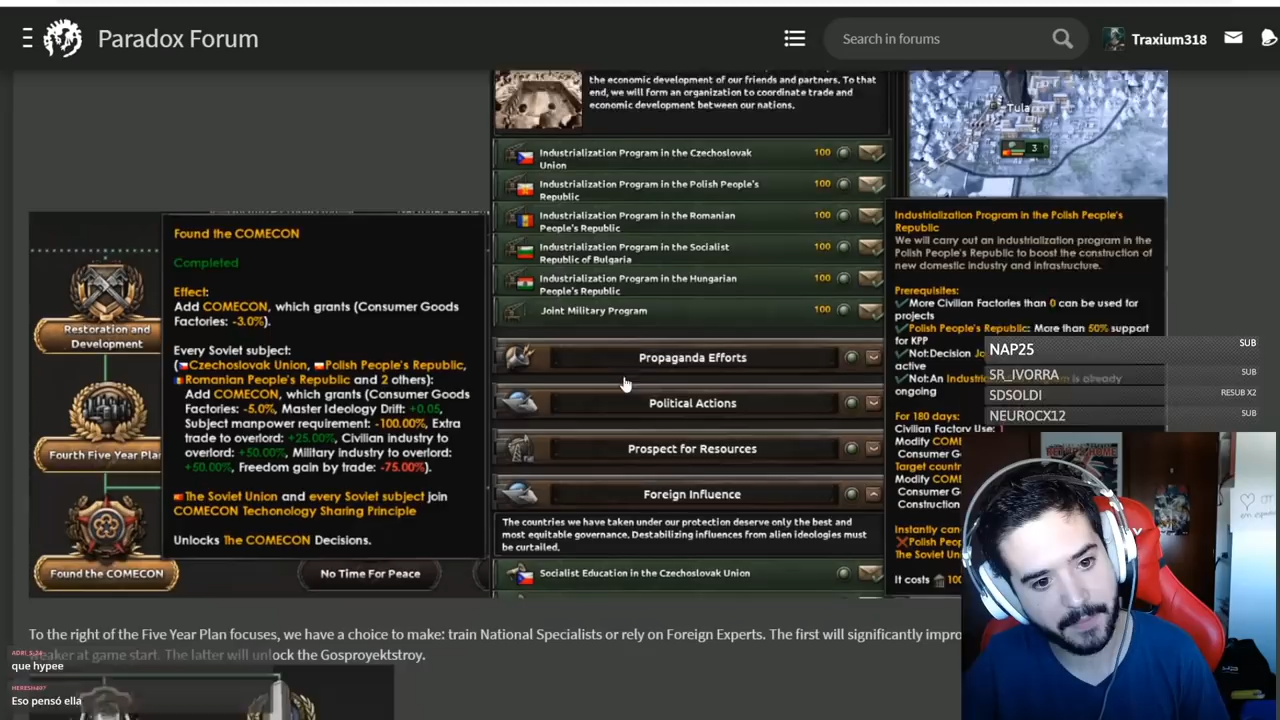 Paradox Forum
Search in forums
Traxium318
the economic development of our friends and partners. To that
end, we will form an organization to coordinate trade and
economic development between our nations.
Tula
3
Industrialization Program in the Czechoslovak
Union
100
Industrialization Program in the Polish People's
Republic
100
Industrialization Program in the Romanian
People's Republic
100
Industrialization Program in the Socialist
Republic of Bulgaria
100
Industrialization Program in the Hungarian
People's Republic
100
Joint Military Program
100
Propaganda Efforts
Political Actions
Prospect for Resources
Foreign Influence
The countries we have taken under our protection deserve only the best and
most equitable governance. Destabilizing influences from alien ideologies must
be curtailed.
Socialist Education in the Czechoslovak Union
Restoration and
Development
Fourth Five Year Plan
Found the COMECON
No Time For Peace
Found the COMECON
Completed
Effect:
Add COMECON, which grants (Consumer Goods
Factories: -3.0%).
Every Soviet subject:
(Czechoslovak Union, Polish People's Republic,
Romanian People's Republic and 2 others):
Add COMECON, which grants (Consumer Goods
Factories: -5.0%, Master Ideology Drift: +0.05,
Subject manpower requirement: -100.00%, Extra
trade to overlord: +25.00%, Civilian industry to
overlord: +50.00%, Military industry to overlord:
+50.00%, Freedom gain by trade: -75.00%).
The Soviet Union and every Soviet subject join
COMECON Techonology Sharing Principle
Unlocks The COMECON Decisions.
Industrialization Program in the Polish People's
Republic
We will carry out an industrialization program in the
Polish People's Republic to boost the construction of
new domestic industry and infrastructure.
Prerequisites:
More Civilian Factories than 0 can be used for
projects
Polish People's Republic: More than 50% support
for KPP
Not:Decision
active
Not:An
already
ongoing
For 180 days:
Civilian Factory Use: 1
Modify
Consumer
Target
Modify
Consumer
Construction
Instantly
Polish
The Soviet
It costs 100
NAP25
SUB
SR_IVORRA
SUB
SDSOLDI
RESUB X2
NEUROCX12
SUB
To the right of the Five Year Plan focuses, we have a choice to make: train National Specialists or rely on Foreign Experts. The first will significantly
at game start. The latter will unlock the Gosproyektstroy.
que hypee
Eso pensó ella